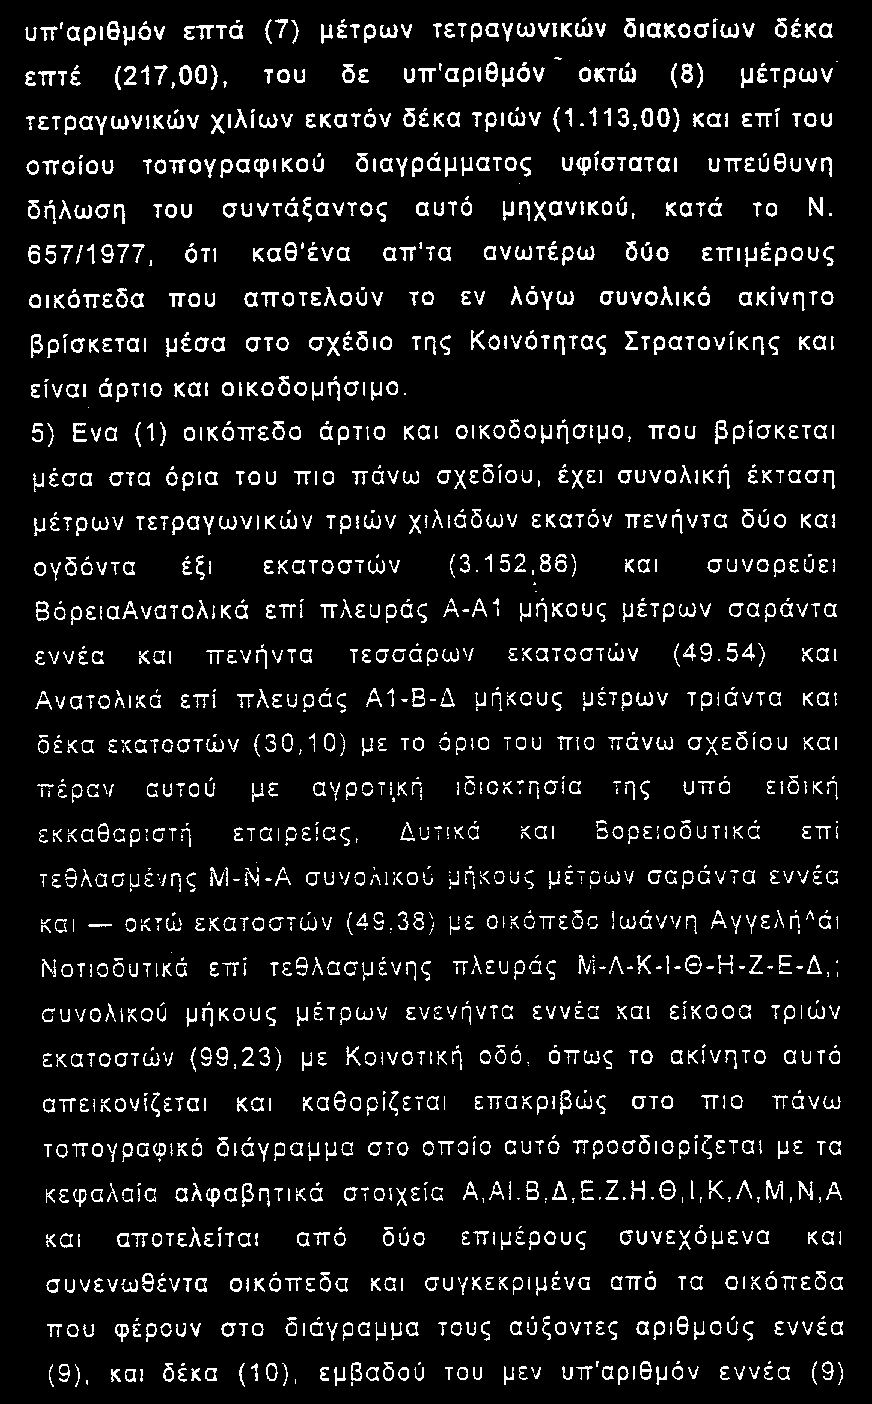 υπ'αριθμόν επτά (7) μέτρων τετραγωνικών διακοσίων δέκα
επτέ (217,00), του δε υπ'αριθμόν οκτώ (8) μέτρων
τετραγωνικών χιλίων εκατόν δέκα τριών (1.113,00) και επί του
οποίου τοπογραφικού διαγράμματος υφίσταται υπεύθυνη
δήλωση του συντάξαντος αυτό μηχανικού, κατά το Ν.
657/1977, ότι καθ'ένα απ'τα ανωτέρω δύο επιμέρους
οικόπεδα που αποτελούν το εν λόγω συνολικό ακίνητο
βρίσκεται μέσα στο σχέδιο της Κοινότητας Στρατονίκης και
είναι άρτιο και οικοδομήσιμο.
5) Ενα (1) οικόπεδο άρτιο και οικοδομήσιμο, που βρίσκεται
μέσα στα όρια του πιο πάνω σχεδίου, έχει συνολική έκταση
μέτρων τετραγωνικών τριών χιλιάδων εκατόν πενήντα δύο και
ογδόντα έξι εκατοστών (3.152,86) και συνορεύει
ΒόρειαΑνατολικά επί πλευράς Α-Α1 μήκους μέτρων σαράντα
εννέα και πενήντα τεσσάρων εκατοστών (49.54) και
Ανατολικά επί πλευράς Α1-Β-Δ μήκους μέτρων τριάντα και
δέκα εκατοστών (30,10) με το όριο του πιο πάνω σχεδίου και
πέραν αυτού με αγροτική ιδιοκτησία της υπό ειδική
εκκαθαριστή εταιρείας, Δυτικά και Βορειοδυτικά επί
τεθλασμένης Μ-Ν-Α συνολικού μήκους μέτρων σαράντα εννέα
και — οκτώ εκατοστών (49,38) με οικόπεδο Ιωάννη Αγγελή^άι
Νοτιοδυτικά επί τεθλασμένης πλευράς Μ-Λ-Κ-Ι-Θ-Η-Ζ-Ε-Δ,;
συνολικού μήκους μέτρων ενενήντα εννέα και είκοσα τριών
εκατοστών (99,23) με Κοινοτική οδό, όπως το ακίνητο αυτό
απεικονίζεται και καθορίζεται επακριβώς στο πιο πάνω
τοπογραφικό διάγραμμα στο οποίο αυτό προσδιορίζεται με τα
κεφαλαία αλφαβητικά στοιχεία Α,ΑΙ.Β,Δ,Ε.Ζ.Η.Θ,Ι,Κ,Λ,Μ,Ν,Α
και αποτελείται από δύο επιμέρους συνεχόμενα και
συνενωθέντα οικόπεδα και συγκεκριμένα από τα οικόπεδα
που φέρουν στο διάγραμμα τους αύξοντες αριθμούς εννέα
(9), και δέκα (10), εμβαδού του μεν υπ'αριθμόν εννέα (9)